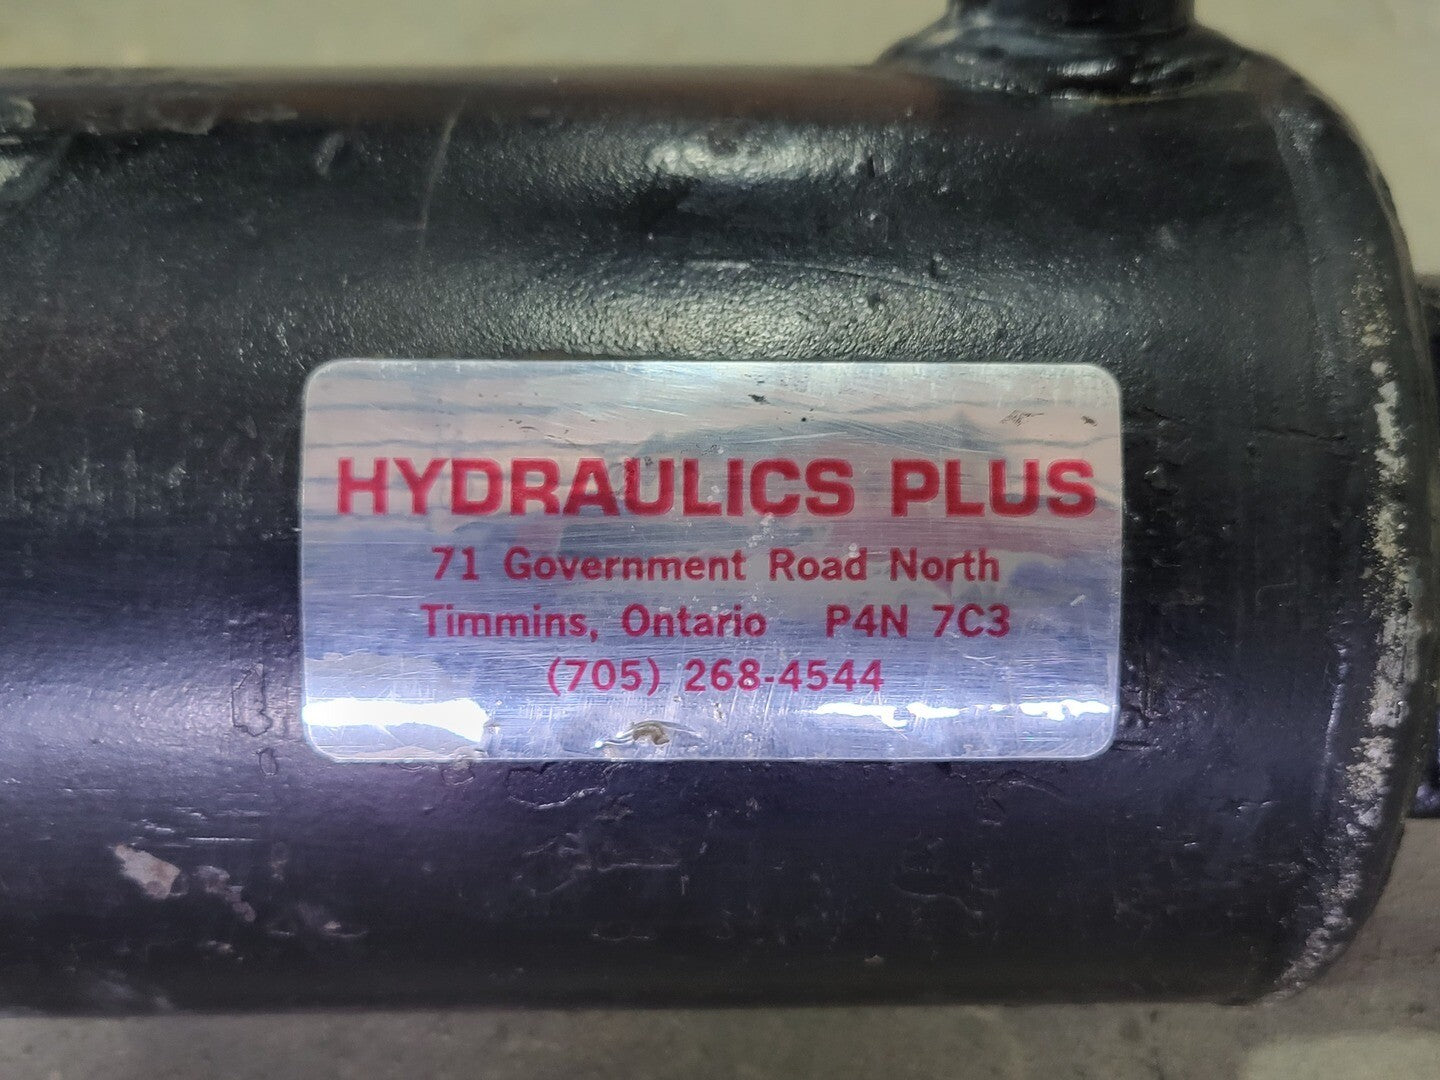 HYDRAULICS PLUS
71 Government Road North
Timmins, Ontario P4N 7C3
(705) 268-4544